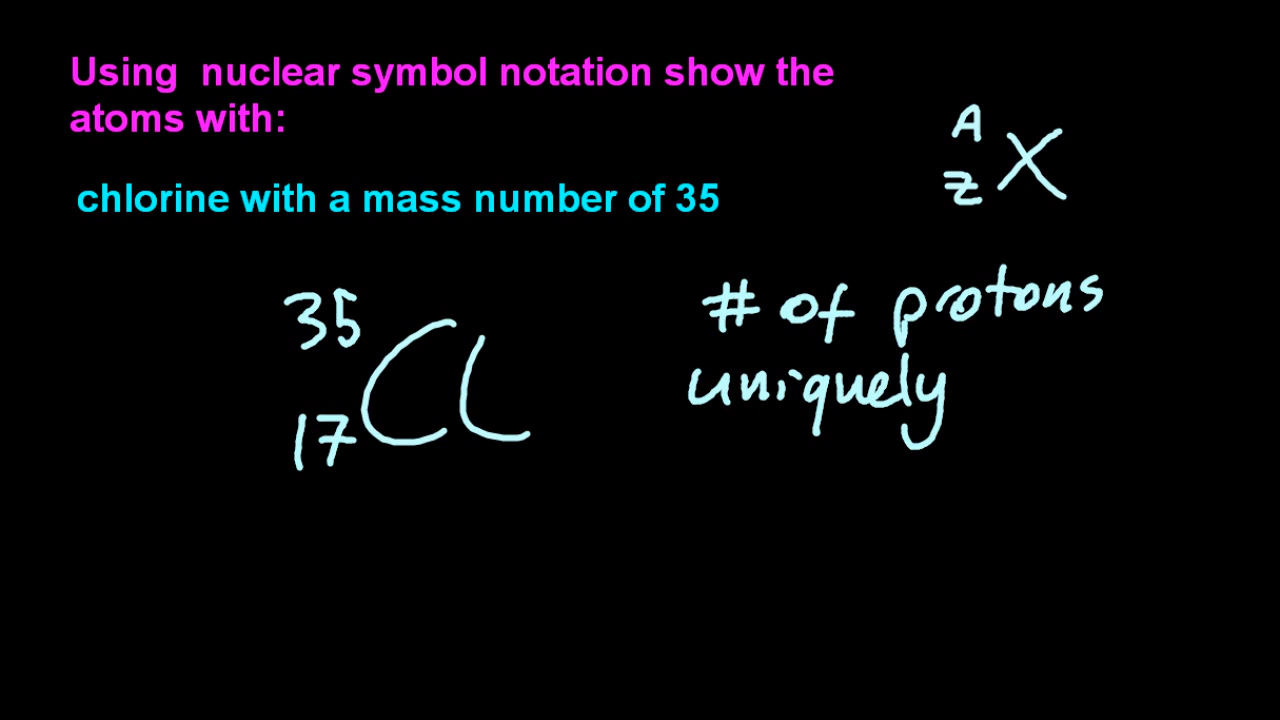 Using  nuclear symbol notation show the
atoms with:
A
Z X
chlorine with a mass number of 35
35
17 Cl
# of protons
uniquely